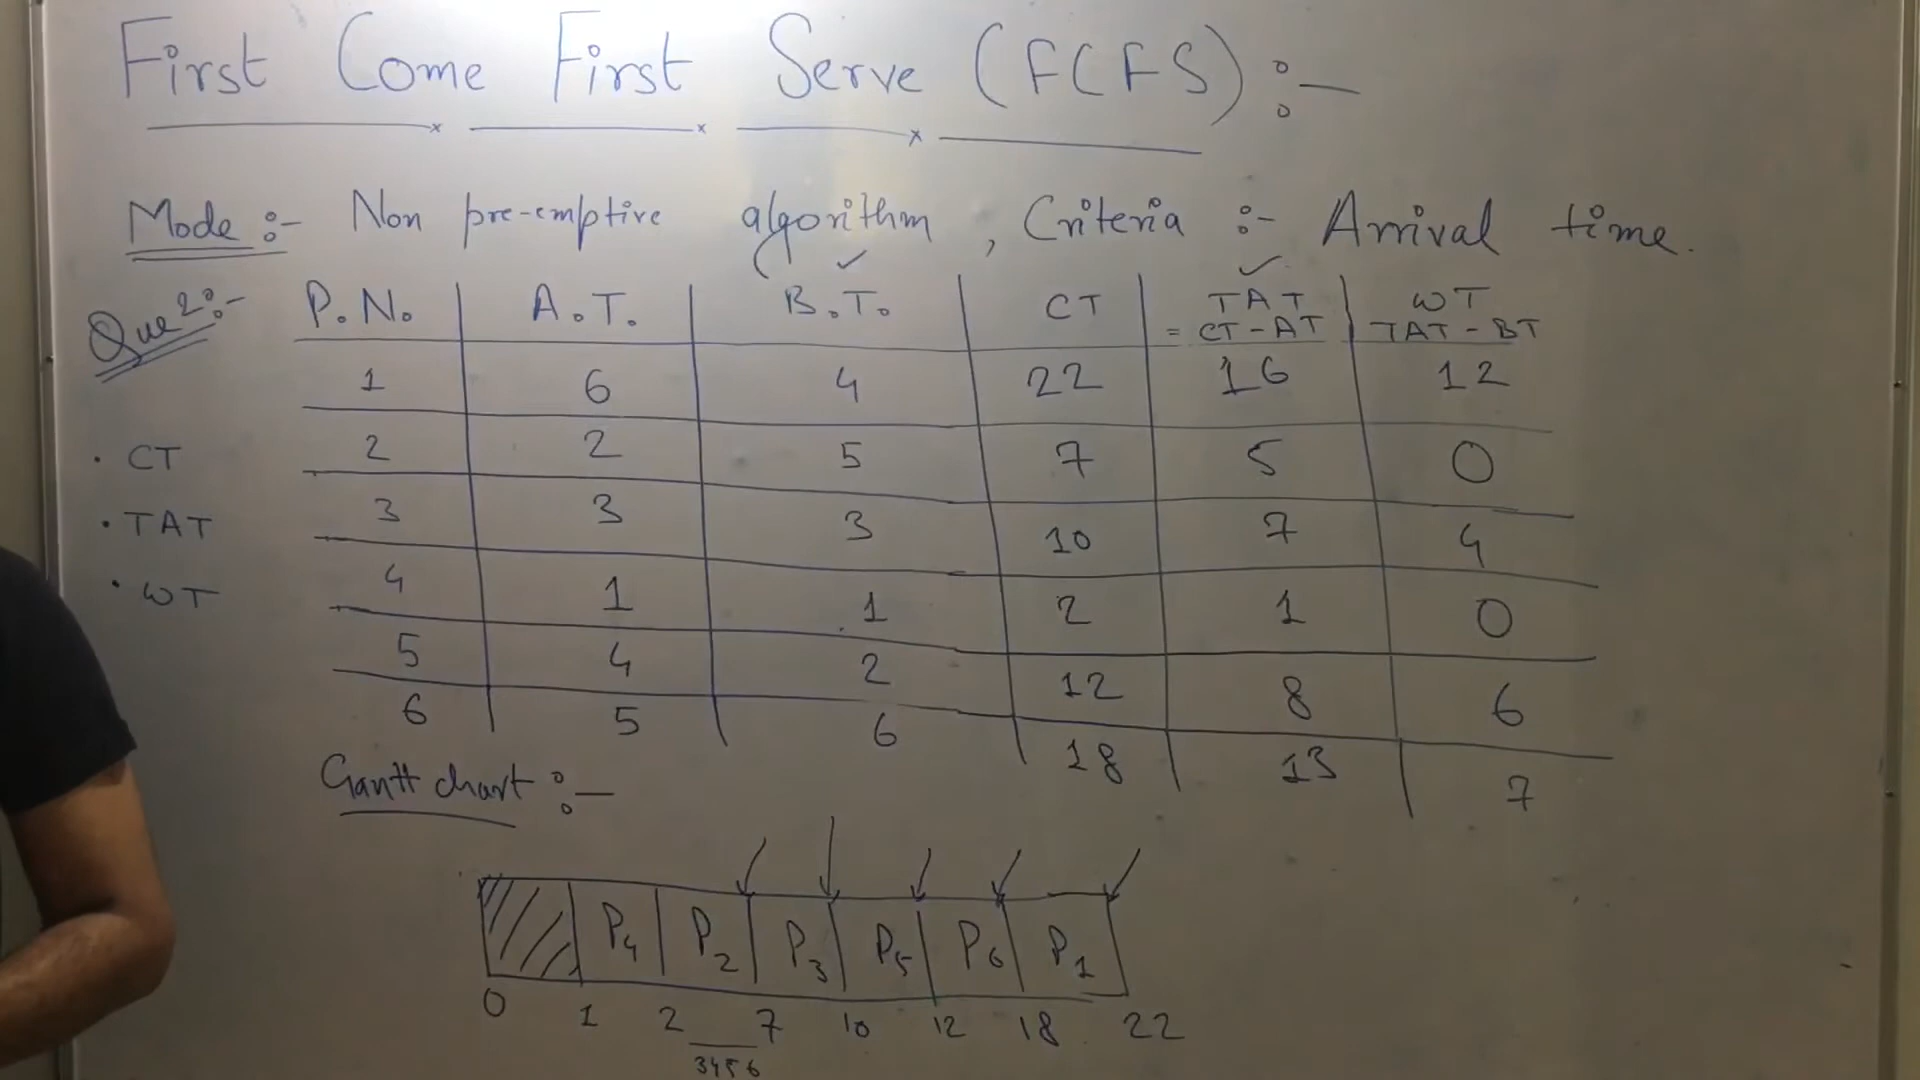 First Come First Serve (FCFS) :-
Mode :- Non pre-emptive algorithm, Criteria :- Arrival time.
Que 2 :-
P.N. A.T. B.T. CT TAT = CT - AT WT TAT - BT
1 6 4 22 16 12
2 2 5 7 5 0
3 3 3 10 7 4
4 1 1 2 1 0
5 4 2 12 8 6
6 5 6 18 13 7
· CT
· TAT
· WT
Gantt chart :-
P4 P2 P3 P5 P6 P1
0 1 2 7 10 12 18 22
3456